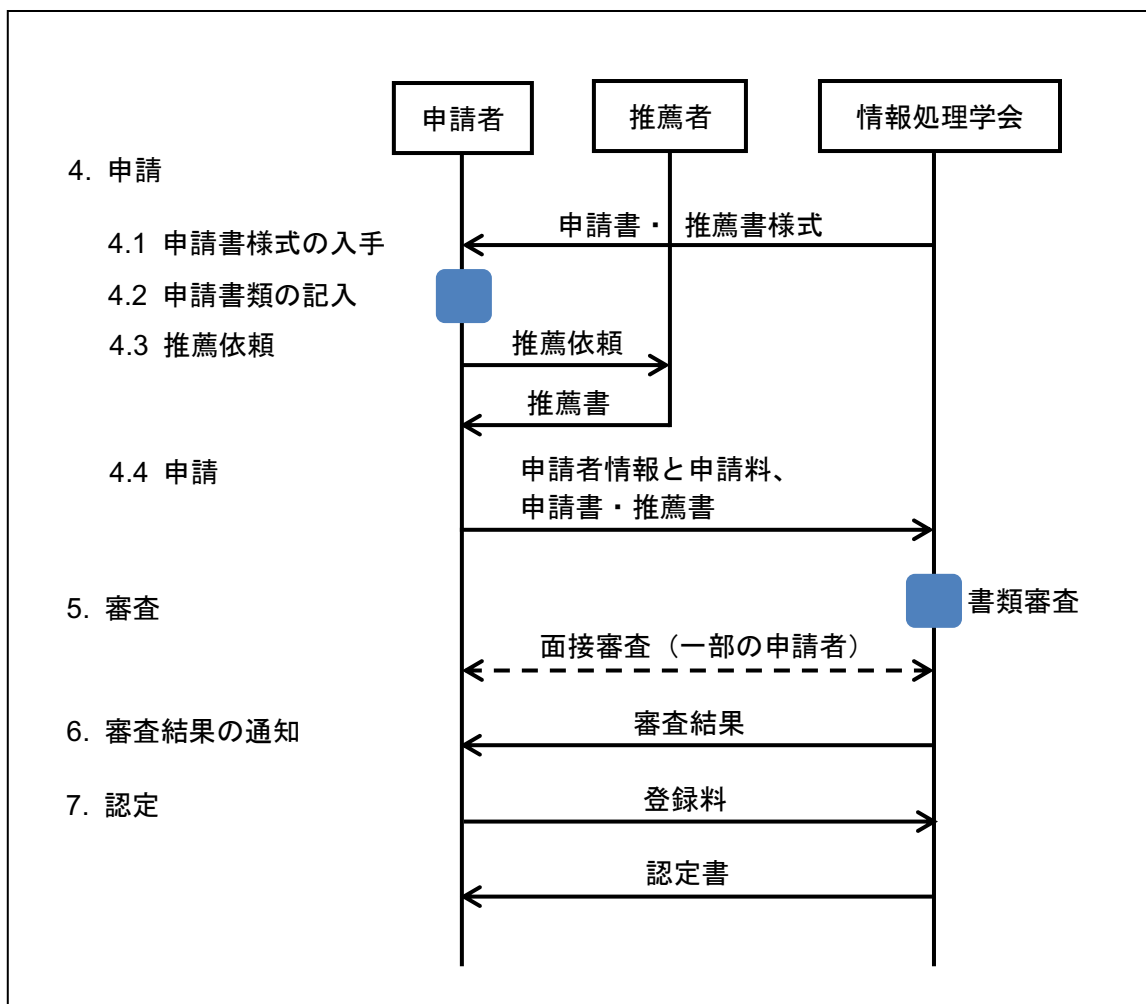 申請者
推薦者
情報処理学会
4. 申請
申請書・ 推薦書様式
4.1 申請書様式の入手
4.2 申請書類の記入
4.3 推薦依頼
推薦依頼
推薦書
4.4 申請
申請者情報と申請料、
申請書・推薦書
5. 審査
書類審査
面接審査（一部の申請者）
6. 審査結果の通知
審査結果
7. 認定
登録料
認定書